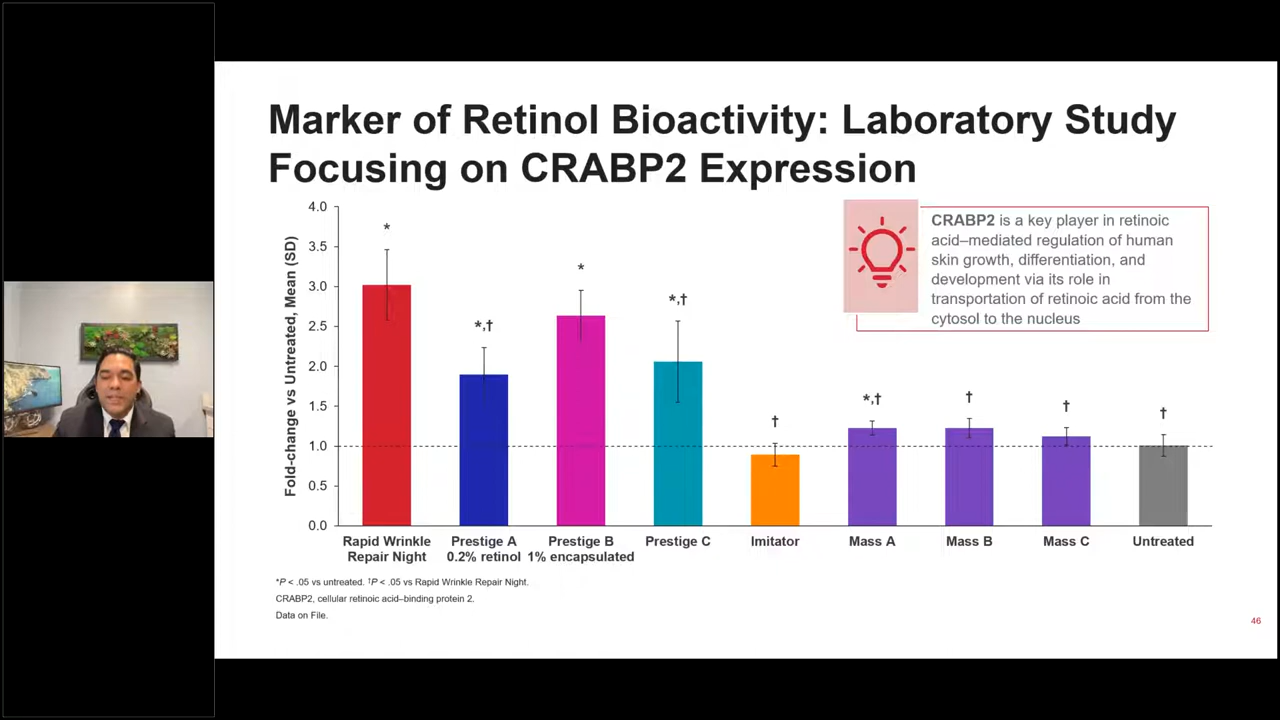 Marker of Retinol Bioactivity: Laboratory Study
Focusing on CRABP2 Expression
CRABP2 is a key player in retinoic
acid–mediated regulation of human
skin growth, differentiation, and
development via its role in
transportation of retinoic acid from the
cytosol to the nucleus
Fold-change vs Untreated, Mean (SD)
4.0
3.5
3.0
2.5
2.0
1.5
1.0
0.5
0.0
*
*,†
*
*,†
†
*,†
†
†
†
Rapid Wrinkle
Repair Night
Prestige A
0.2% retinol
Prestige B
1% encapsulated
Prestige C
Imitator
Mass A
Mass B
Mass C
Untreated
*P < .05 vs untreated. †P < .05 vs Rapid Wrinkle Repair Night.
CRABP2, cellular retinoic acid–binding protein 2.
Data on File.
46